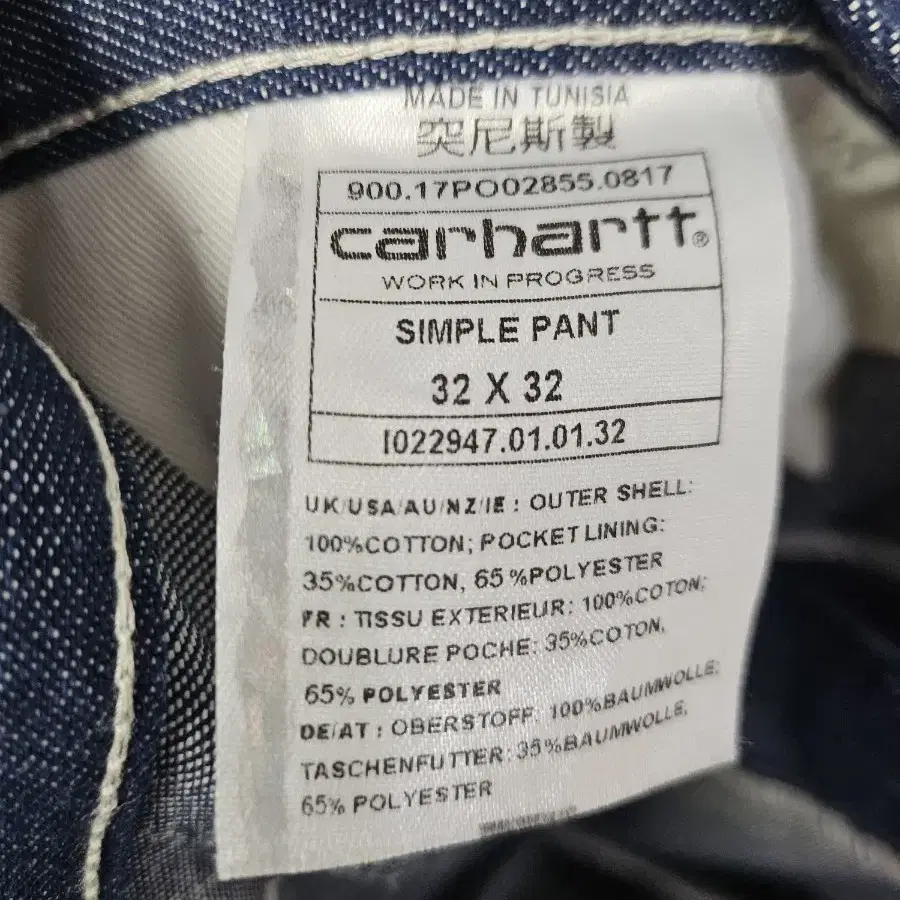 MADE IN TUNISIA
突尼斯製
900.17PO02855.0817
carhartt®
WORK IN PROGRESS
SIMPLE PANT
32 X 32
I022947.01.01.32
UK/USA/AU/NZ/IE : OUTER SHELL:
100%COTTON; POCKET LINING:
35%COTTON, 65%POLYESTER
FR : TISSU EXTERIEUR: 100%COTON;
DOUBLURE POCHE: 35%COTON,
65% POLYESTER
DE/AT : OBERSTOFF: 100%BAUMWOLLE;
TASCHENFUTTER: 35%BAUMWOLLE,
65% POLYESTER